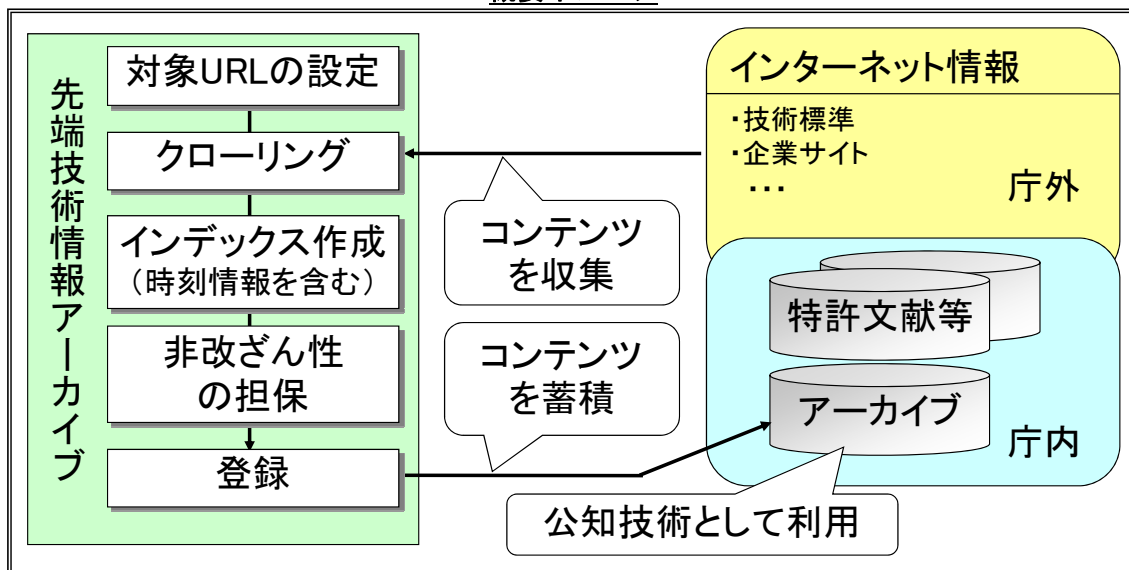 先端技術情報アーカイブ
対象URLの設定
クローリング
インデックス作成
（時刻情報を含む）
非改ざん性
の担保
登録
コンテンツ
を収集
コンテンツ
を蓄積
インターネット情報
・技術標準
・企業サイト
・・・
庁外
特許文献等
アーカイブ
庁内
公知技術として利用